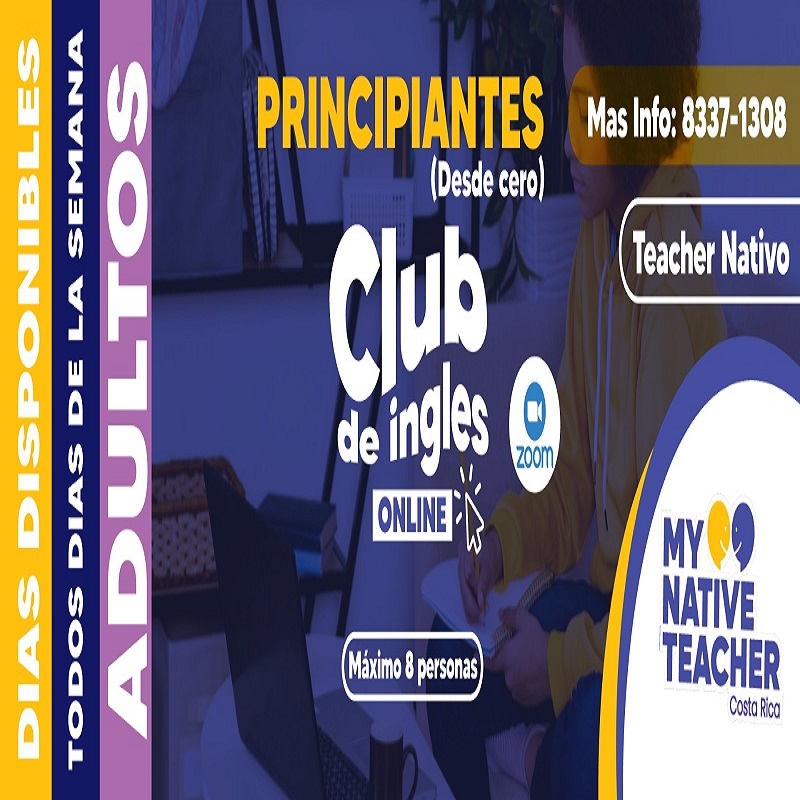 DIAS DISPONIBLES
TODOS DIAS DE LA SEMANA
ADULTOS
PRINCIPIANTES
(Desde cero)
Club
de ingles
ONLINE
zoom
Máximo 8 personas
Mas Info: 8337-1308
Teacher Nativo
MY
NATIVE
TEACHER
Costa Rica